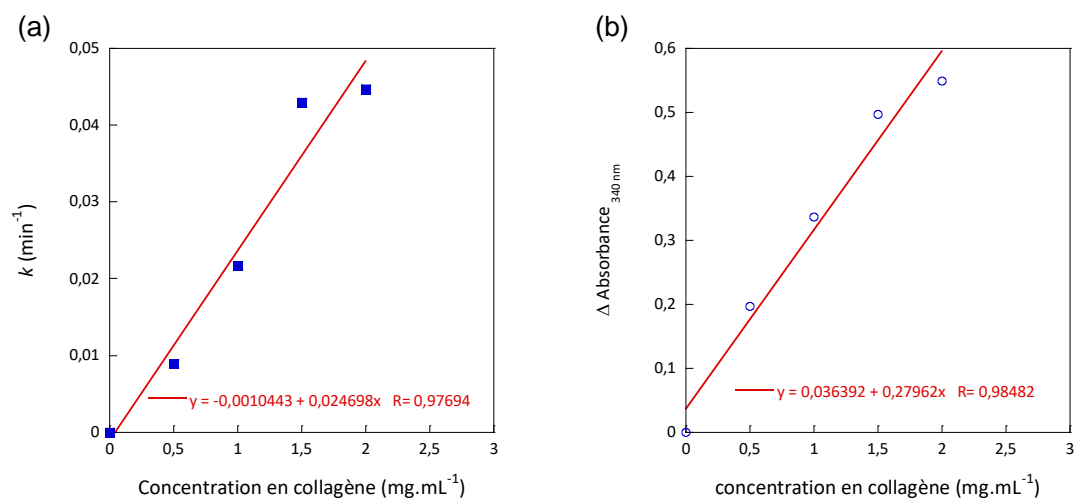 (a)
0,05
0,04
0,03
0,02
0,01
0
k (min-1)
y = -0,0010443 + 0,024698x R= 0,97694
0 0,5 1 1,5 2 2,5 3
Concentration en collagène (mg.mL-1)
(b)
0,6
0,5
0,4
0,3
0,2
0,1
0
Δ Absorbance 340 nm
y = 0,036392 + 0,27962x R= 0,98482
0 0,5 1 1,5 2 2,5 3
concentration en collagène (mg.mL-1)